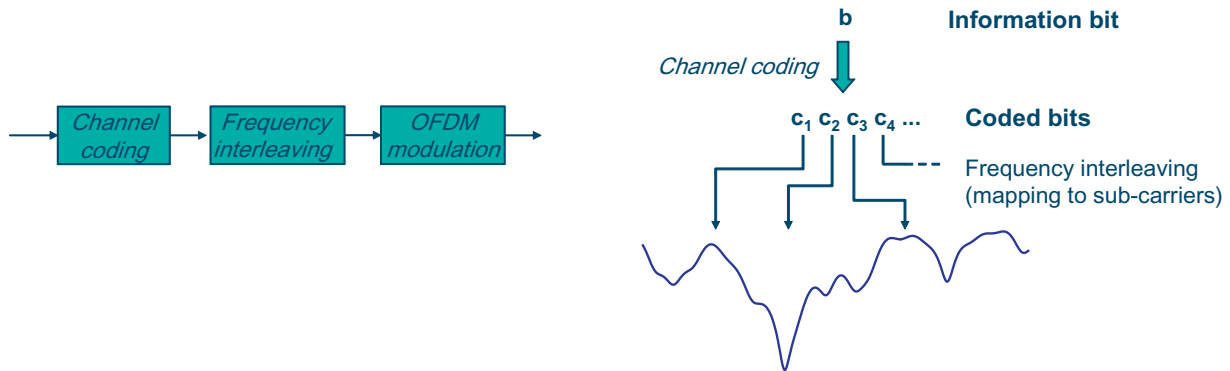 Channel
coding
Frequency
interleaving
OFDM
modulation
b
Information bit
Channel coding
c₁ c₂ c₃ c₄ ...
Coded bits
Frequency interleaving
(mapping to sub-carriers)